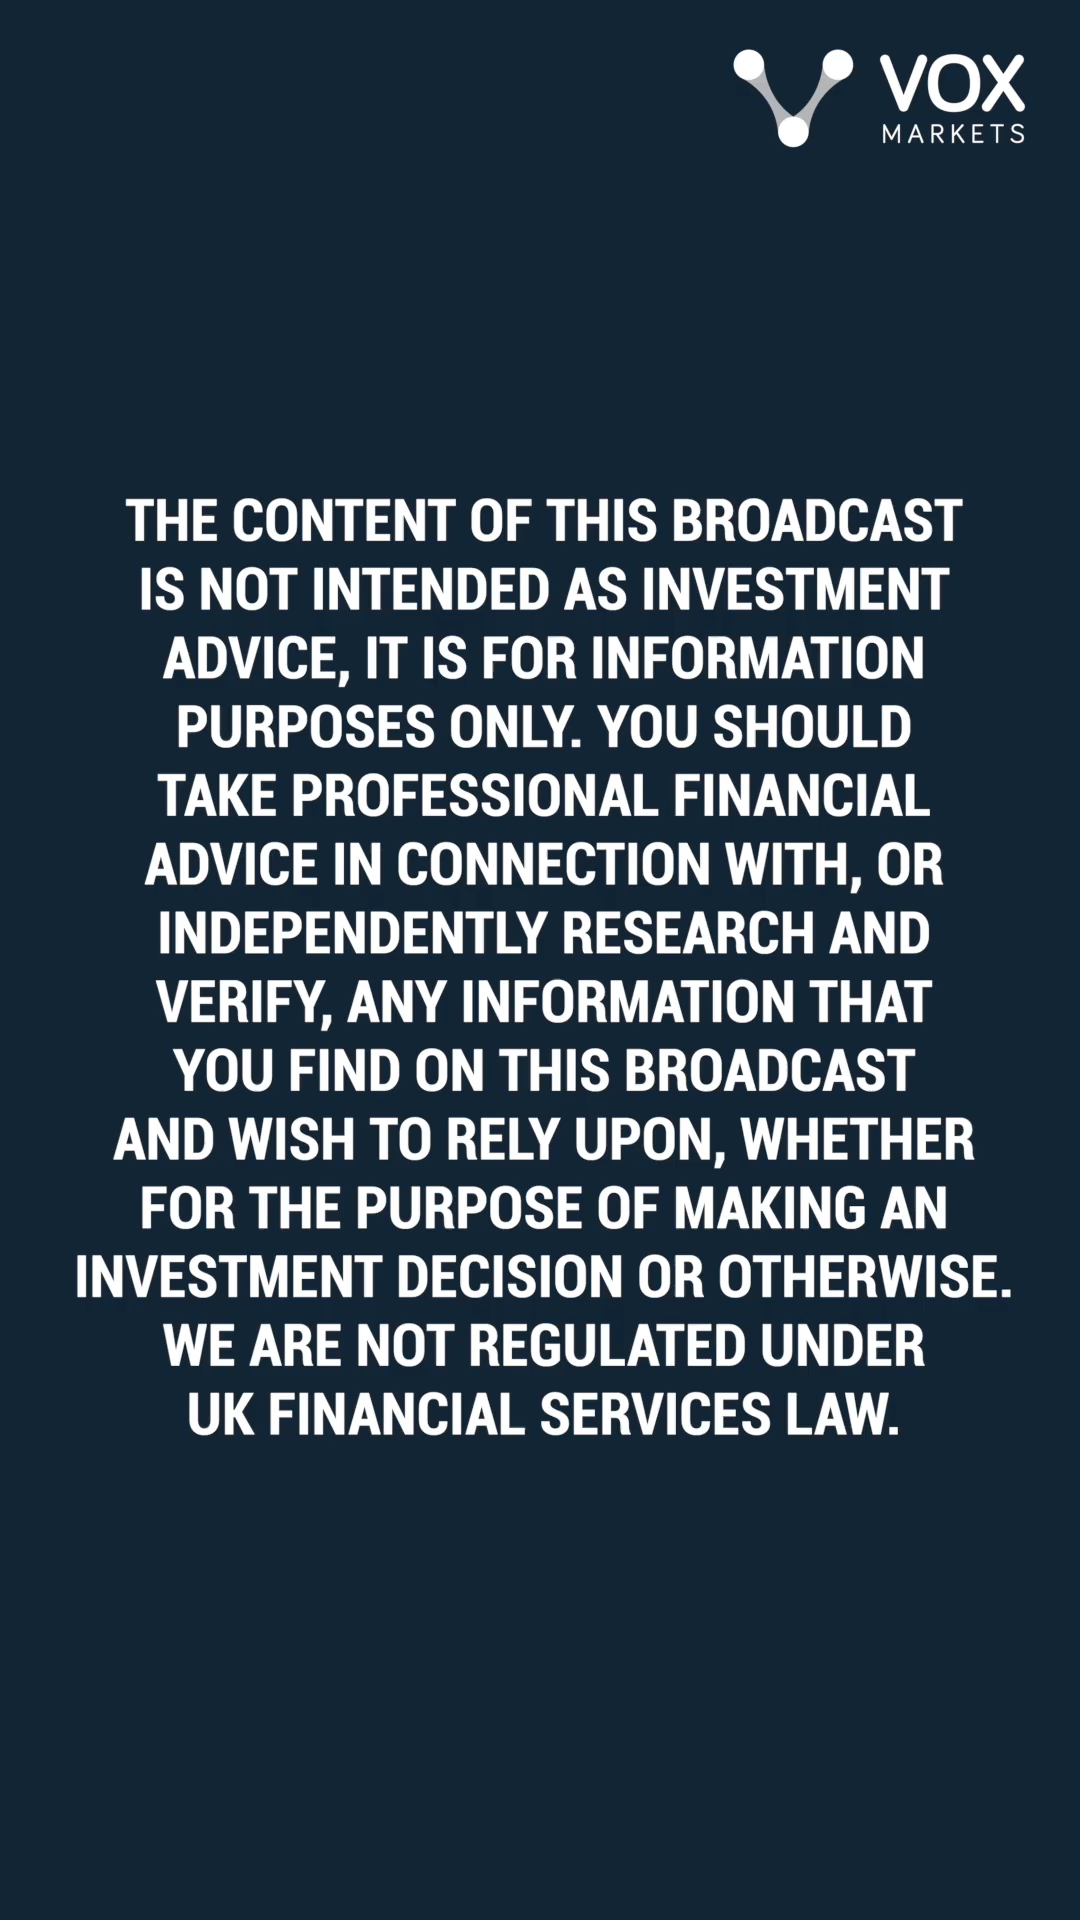 VOX
MARKETS
THE CONTENT OF THIS BROADCAST
IS NOT INTENDED AS INVESTMENT
ADVICE, IT IS FOR INFORMATION
PURPOSES ONLY. YOU SHOULD
TAKE PROFESSIONAL FINANCIAL
ADVICE IN CONNECTION WITH, OR
INDEPENDENTLY RESEARCH AND
VERIFY, ANY INFORMATION THAT
YOU FIND ON THIS BROADCAST
AND WISH TO RELY UPON, WHETHER
FOR THE PURPOSE OF MAKING AN
INVESTMENT DECISION OR OTHERWISE.
WE ARE NOT REGULATED UNDER
UK FINANCIAL SERVICES LAW.